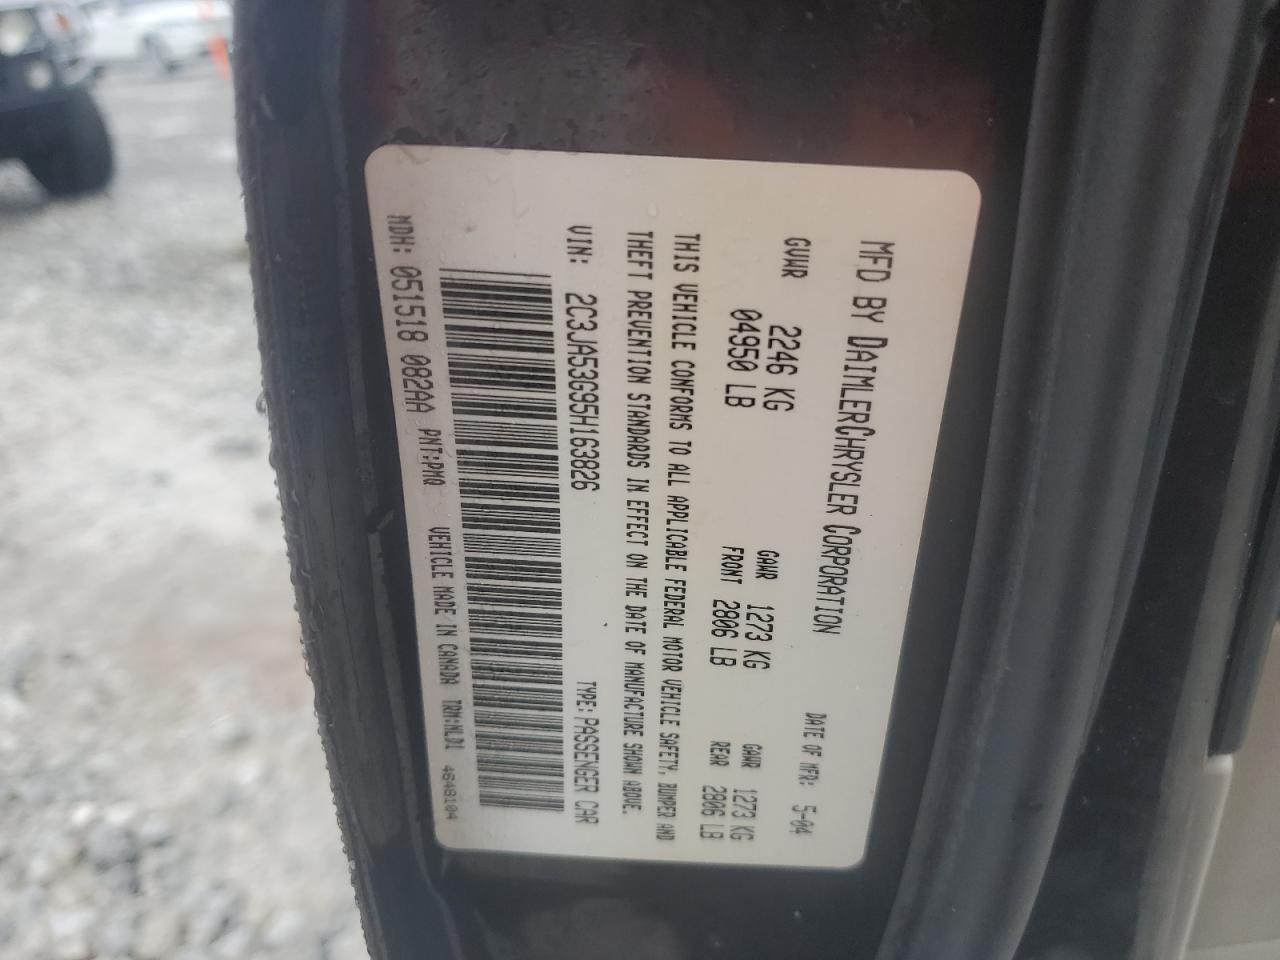 MFD BY DAIMLERCHRYSLER CORPORATION
DATE OF MFR: 5-04
GVWR 2246 KG
04950 LB
GAWR 1273 KG
FRONT 2806 LB
GAWR 1273 KG
REAR 2806 LB
THIS VEHICLE CONFORMS TO ALL APPLICABLE FEDERAL MOTOR VEHICLE SAFETY, BUMPER AND
THEFT PREVENTION STANDARDS IN EFFECT ON THE DATE OF MANUFACTURE SHOWN ABOVE.
VIN: 2C3JA53G95H163826
TYPE: PASSENGER CAR
MDH: 051518 082AA PNT:PMQ VEHICLE MADE IN CANADA TRM:NLD1 4648104